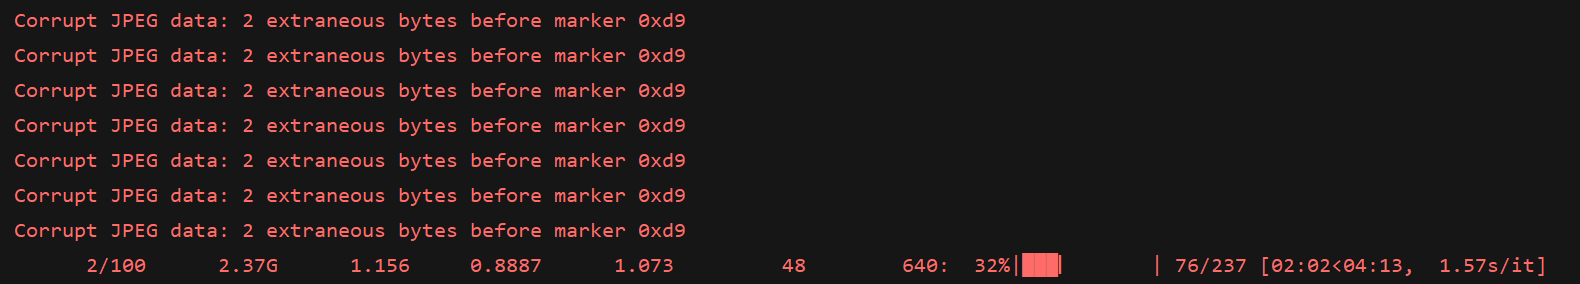 Corrupt JPEG data: 2 extraneous bytes before marker 0xd9
Corrupt JPEG data: 2 extraneous bytes before marker 0xd9
Corrupt JPEG data: 2 extraneous bytes before marker 0xd9
Corrupt JPEG data: 2 extraneous bytes before marker 0xd9
Corrupt JPEG data: 2 extraneous bytes before marker 0xd9
Corrupt JPEG data: 2 extraneous bytes before marker 0xd9
Corrupt JPEG data: 2 extraneous bytes before marker 0xd9
2/100 2.37G 1.156 0.8887 1.073 48 640: 32%|███▏ | 76/237 [02:02<04:13, 1.57s/it]